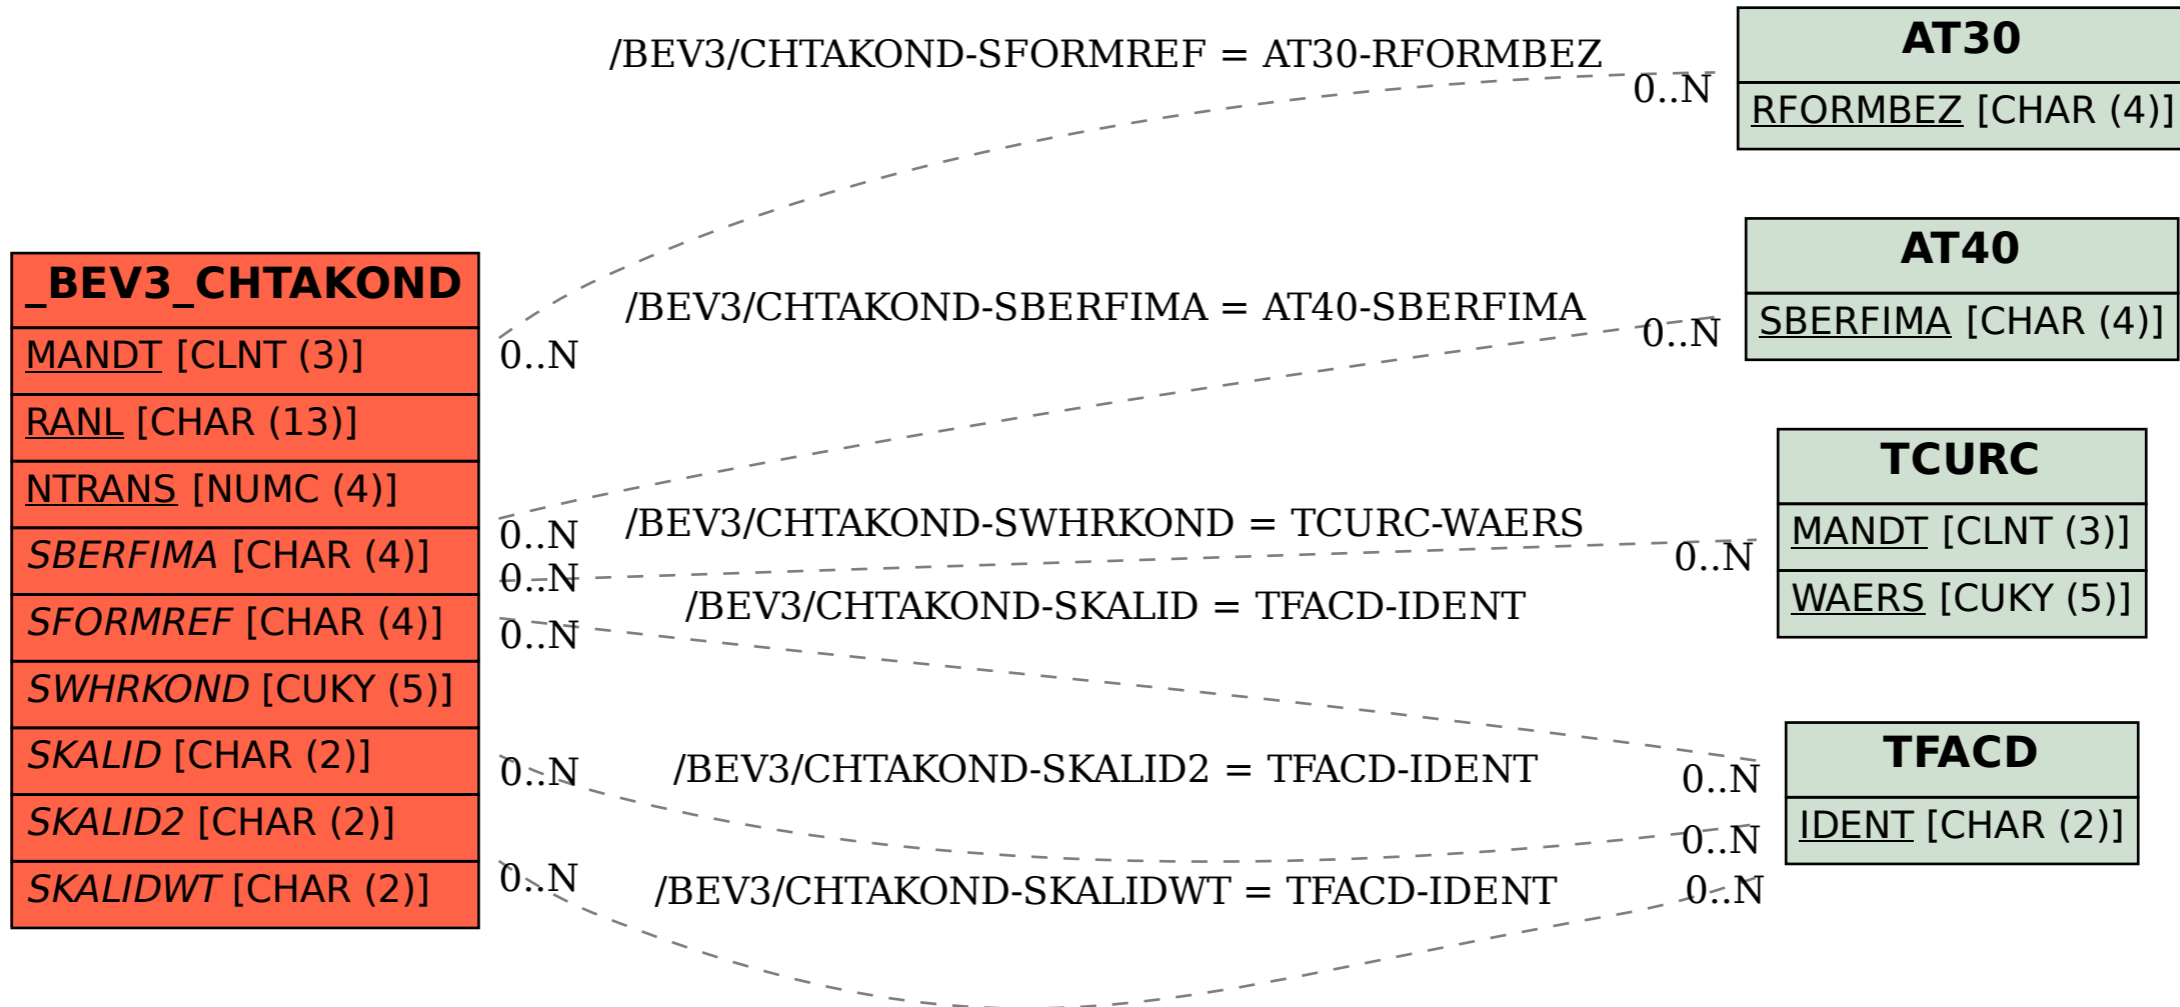 _BEV3_CHTAKOND
MANDT [CLNT (3)]
RANL [CHAR (13)]
NTRANS [NUMC (4)]
SBERFIMA [CHAR (4)]
SFORMREF [CHAR (4)]
SWHRKOND [CUKY (5)]
SKALID [CHAR (2)]
SKALID2 [CHAR (2)]
SKALIDWT [CHAR (2)]
/BEV3/CHTAKOND-SFORMREF = AT30-RFORMBEZ
0..N
0..N
/BEV3/CHTAKOND-SBERFIMA = AT40-SBERFIMA
0..N
0..N
/BEV3/CHTAKOND-SWHRKOND = TCURC-WAERS
0..N
0..N
/BEV3/CHTAKOND-SKALID = TFACD-IDENT
0..N
0..N
/BEV3/CHTAKOND-SKALID2 = TFACD-IDENT
0..N
0..N
/BEV3/CHTAKOND-SKALIDWT = TFACD-IDENT
0..N
0..N
AT30
RFORMBEZ [CHAR (4)]
AT40
SBERFIMA [CHAR (4)]
TCURC
MANDT [CLNT (3)]
WAERS [CUKY (5)]
TFACD
IDENT [CHAR (2)]